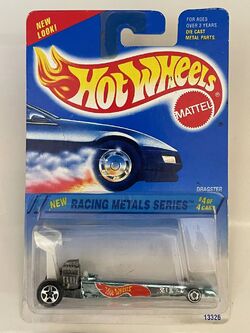 NEW
LOOK!
FOR AGES
OVER 3 YEARS
DIE CAST
METAL PARTS
HOT WHEELS
MATTEL
DRAGSTER
NEW RACING METALS SERIES
#4 OF
4 CARS
Hot Wheels
13326